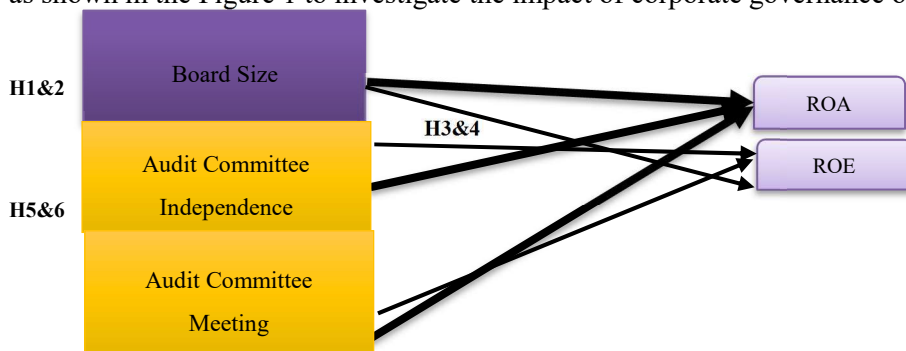 as shown in the Figure 1 to investigate the impact of corporate governance o
Board Size
H1&2
ROA
H3&4
Audit Committee
Independence
ROE
H5&6
Audit Committee
Meeting